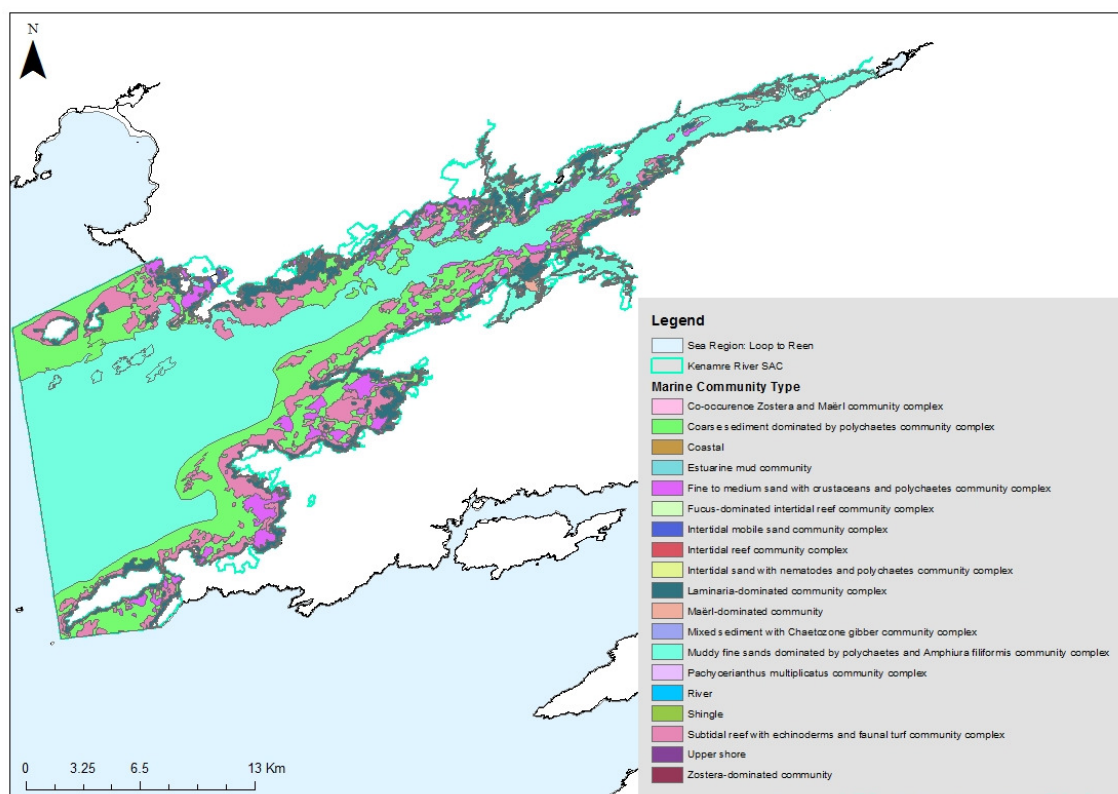 N
Legend
Sea Region: Loop to Reen
Kenamre River SAC
Marine Community Type
Co-occurence Zostera and Maërl community complex
Coarse sediment dominated by polychaetes community complex
Coastal
Estuarine mud community
Fine to medium sand with crustaceans and polychaetes community complex
Fucus-dominated intertidal reef community complex
Intertidal mobile sand community complex
Intertidal reef community complex
Intertidal sand with nematodes and polychaetes community complex
Laminaria-dominated community complex
Maërl-dominated community
Mixed sediment with Chaetozone gibber community complex
Muddy fine sands dominated by polychaetes and Amphiura filiformis community complex
Pachycerianthus multiplicatus community complex
River
Shingle
Subtidal reef with echinoderms and faunal turf community complex
Upper shore
Zostera-dominated community
0 3.25 6.5 13 Km